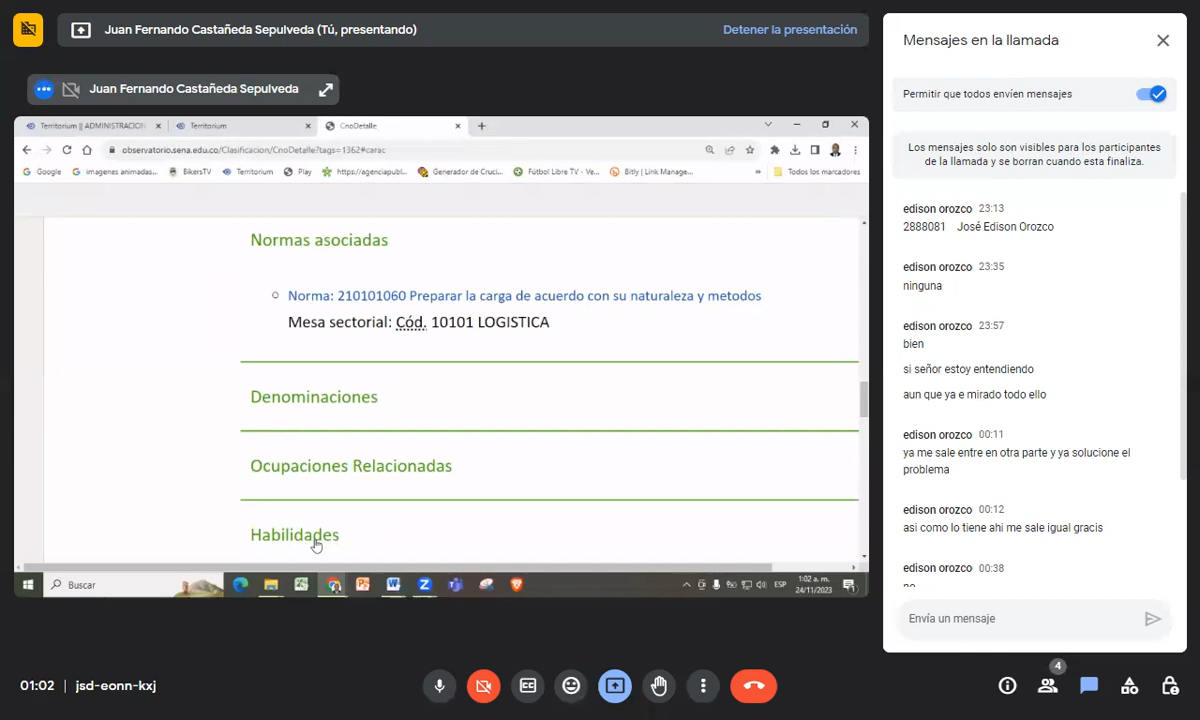 Juan Fernando Castañeda Sepulveda (Tú, presentando)
Detener la presentación
Juan Fernando Castañeda Sepulveda
Territorium || ADMINISTRACION
Territorium
CnoDetalle
observatorio.sena.edu.co/Clasificacion/CnoDetalle?tags=1362#carac
Google
imagenes animadas...
BikersTV
Territorium
Play
https://agenciapubl...
Generador de Cruci...
Fútbol Libre TV - Ve...
Bitly | Link Manage...
»
Todos los marcadores
Normas asociadas
Norma: 210101060 Preparar la carga de acuerdo con su naturaleza y metodos
Mesa sectorial: Cód. 10101 LOGISTICA
Denominaciones
Ocupaciones Relacionadas
Habilidades
Buscar
ESP
1:02 a. m.
24/11/2023
Mensajes en la llamada
Permitir que todos envíen mensajes
Los mensajes solo son visibles para los participantes
de la llamada y se borran cuando esta finaliza.
edison orozco 23:13
2888081 José Edison Orozco
edison orozco 23:35
ninguna
edison orozco 23:57
bien
si señor estoy entendiendo
aun que ya e mirado todo ello
edison orozco 00:11
ya me sale entre en otra parte y ya solucione el
problema
edison orozco 00:12
asi como lo tiene ahi me sale igual gracis
edison orozco 00:38
no
Envía un mensaje
01:02 | jsd-eonn-kxj
4